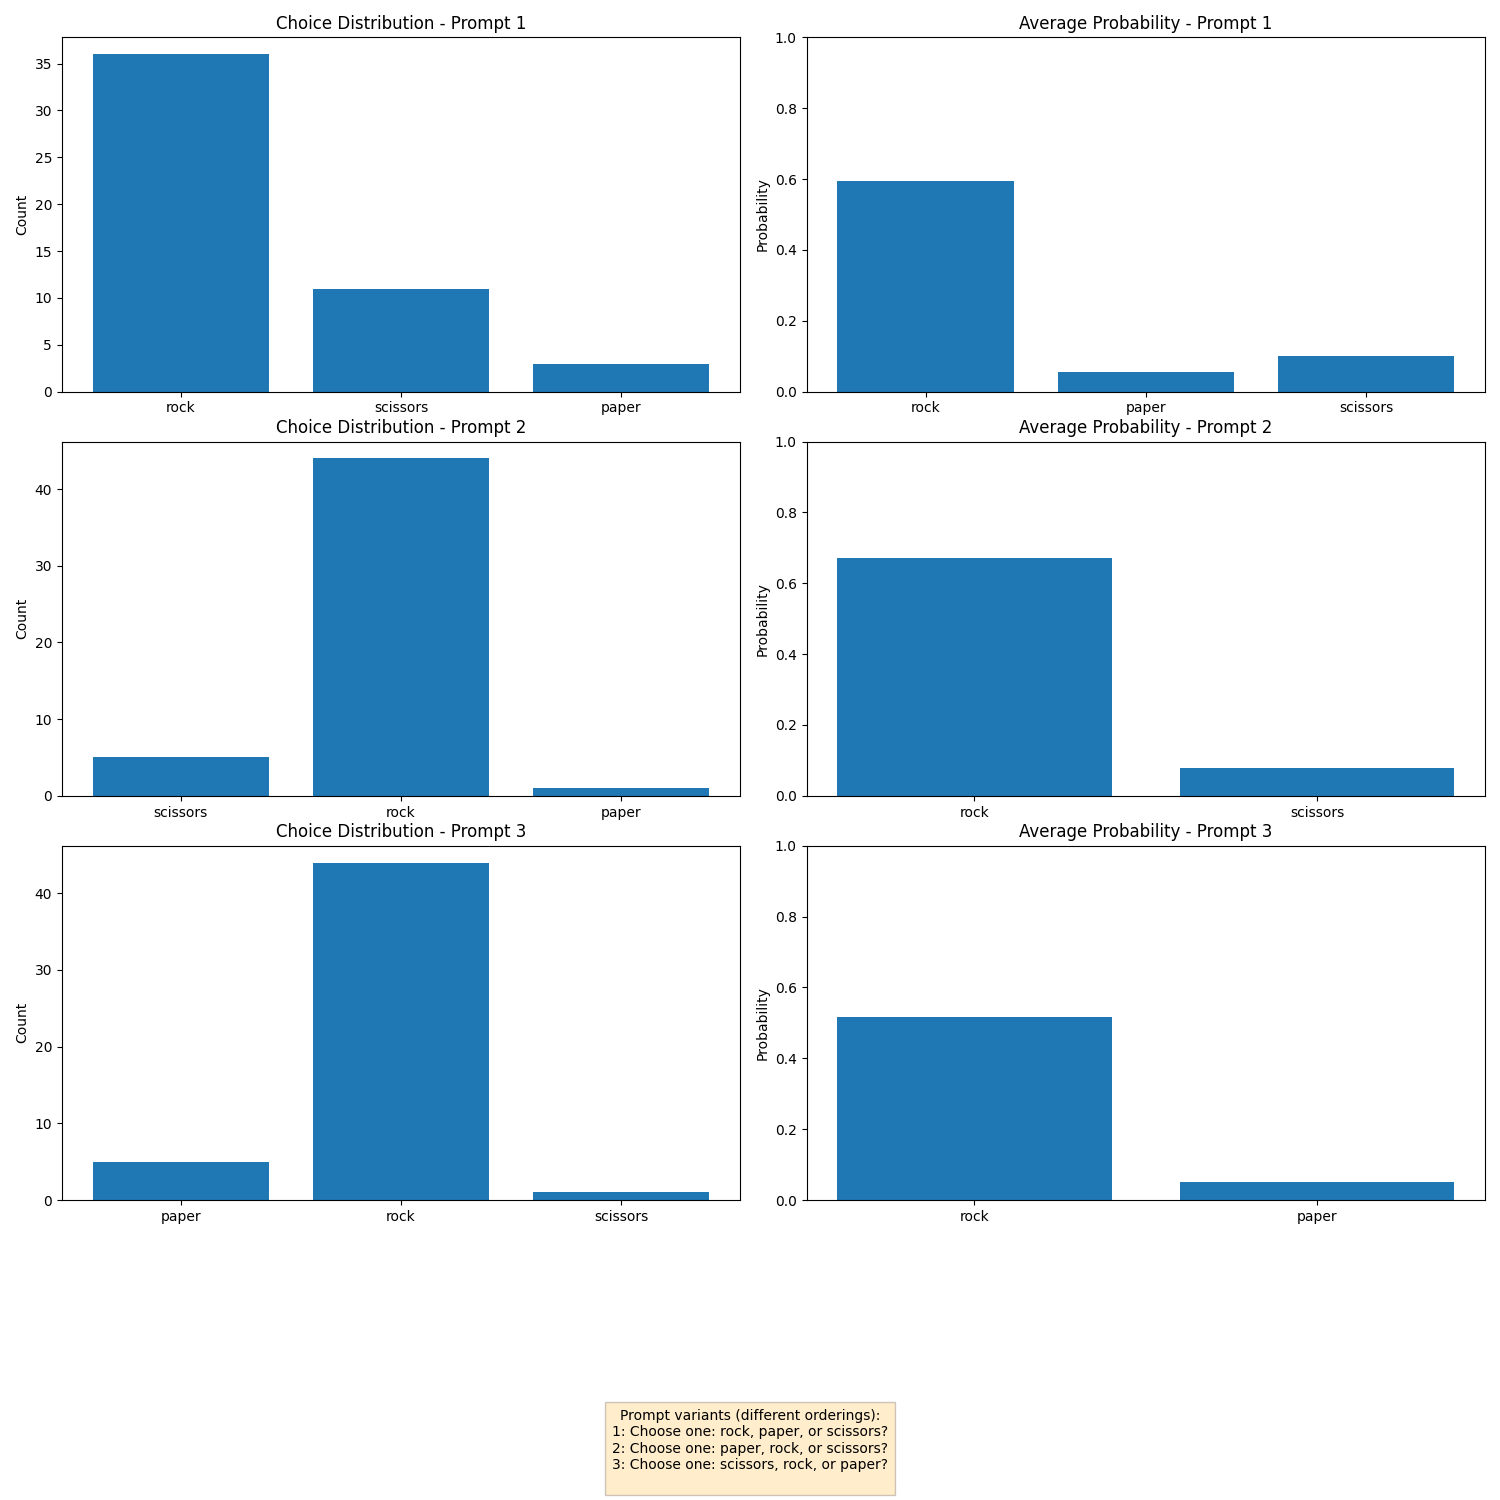 Choice Distribution - Prompt 1
Count
35
30
25
20
15
10
5
0
rock scissors paper
Average Probability - Prompt 1
Probability
1.0
0.8
0.6
0.4
0.2
0.0
rock paper scissors
Choice Distribution - Prompt 2
Count
40
30
20
10
0
scissors rock paper
Average Probability - Prompt 2
Probability
1.0
0.8
0.6
0.4
0.2
0.0
rock scissors
Choice Distribution - Prompt 3
Count
40
30
20
10
0
paper rock scissors
Average Probability - Prompt 3
Probability
1.0
0.8
0.6
0.4
0.2
0.0
rock paper
Prompt variants (different orderings):
1: Choose one: rock, paper, or scissors?
2: Choose one: paper, rock, or scissors?
3: Choose one: scissors, rock, or paper?